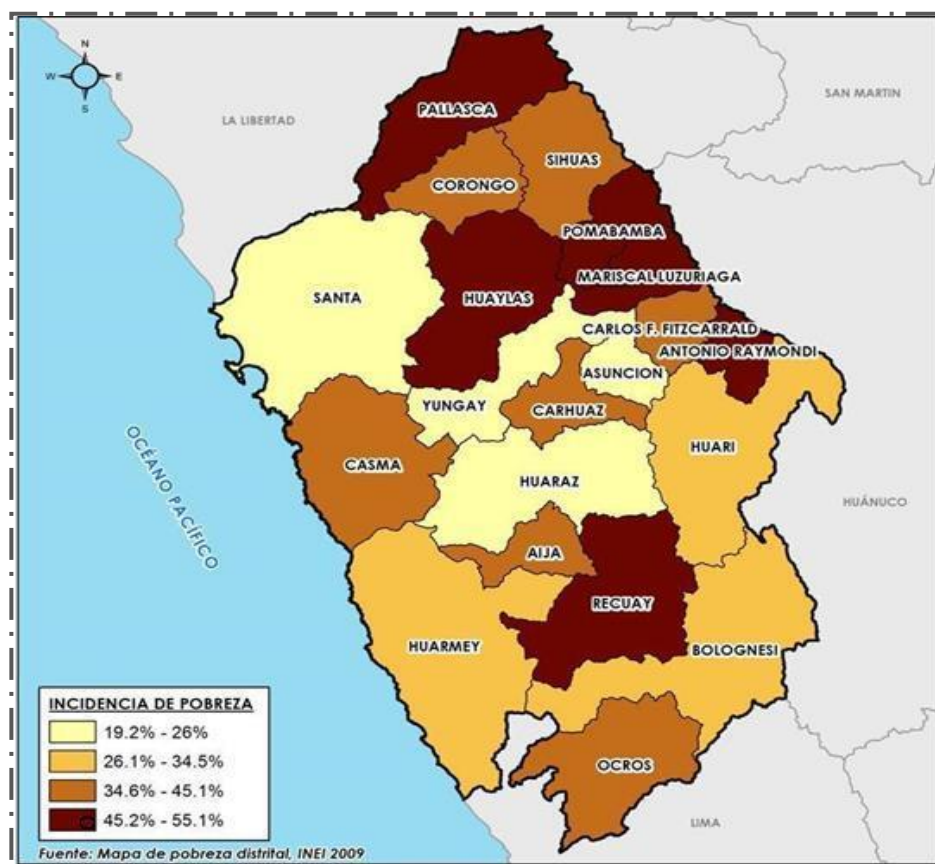 N
W
E
S
SAN MARTIN
LA LIBERTAD
PALLASCA
SIHUAS
CORONGO
POMABAMBA
MARISCAL LUZURIAGA
SANTA
HUAYLAS
CARLOS F. FITZCARRALD
ANTONIO RAYMONDI
ASUNCION
YUNGAY
CARHUAZ
HUARI
CASMA
HUARAZ
HUÁNUCO
OCÉANO PACÍFICO
AIJA
RECUAY
HUARMEY
BOLOGNESI
OCROS
LIMA
INCIDENCIA DE POBREZA
19.2% - 26%
26.1% - 34.5%
34.6% - 45.1%
45.2% - 55.1%
Fuente: Mapa de pobreza distrital, INEI 2009